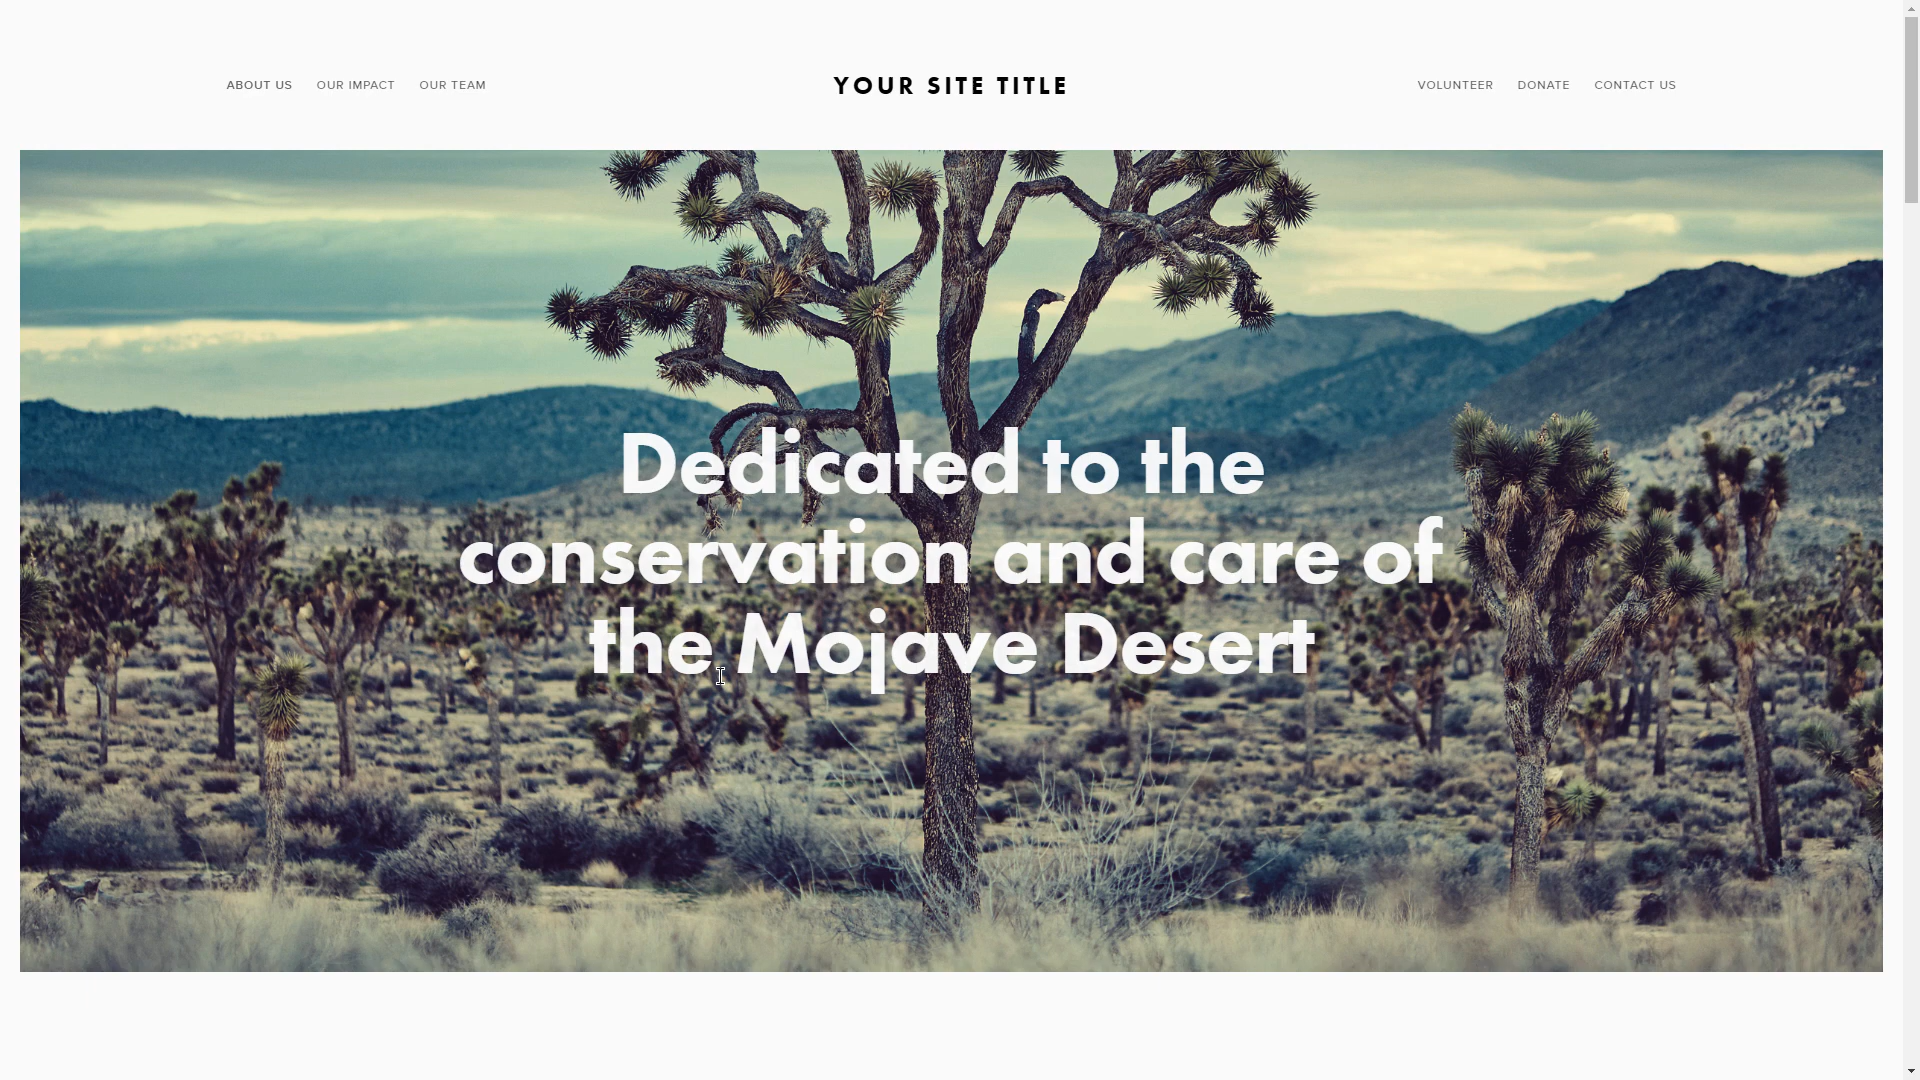 ABOUT US OUR IMPACT OUR TEAM YOUR SITE TITLE VOLUNTEER DONATE CONTACT US
Dedicated to the
conservation and care of
the Mojave Desert